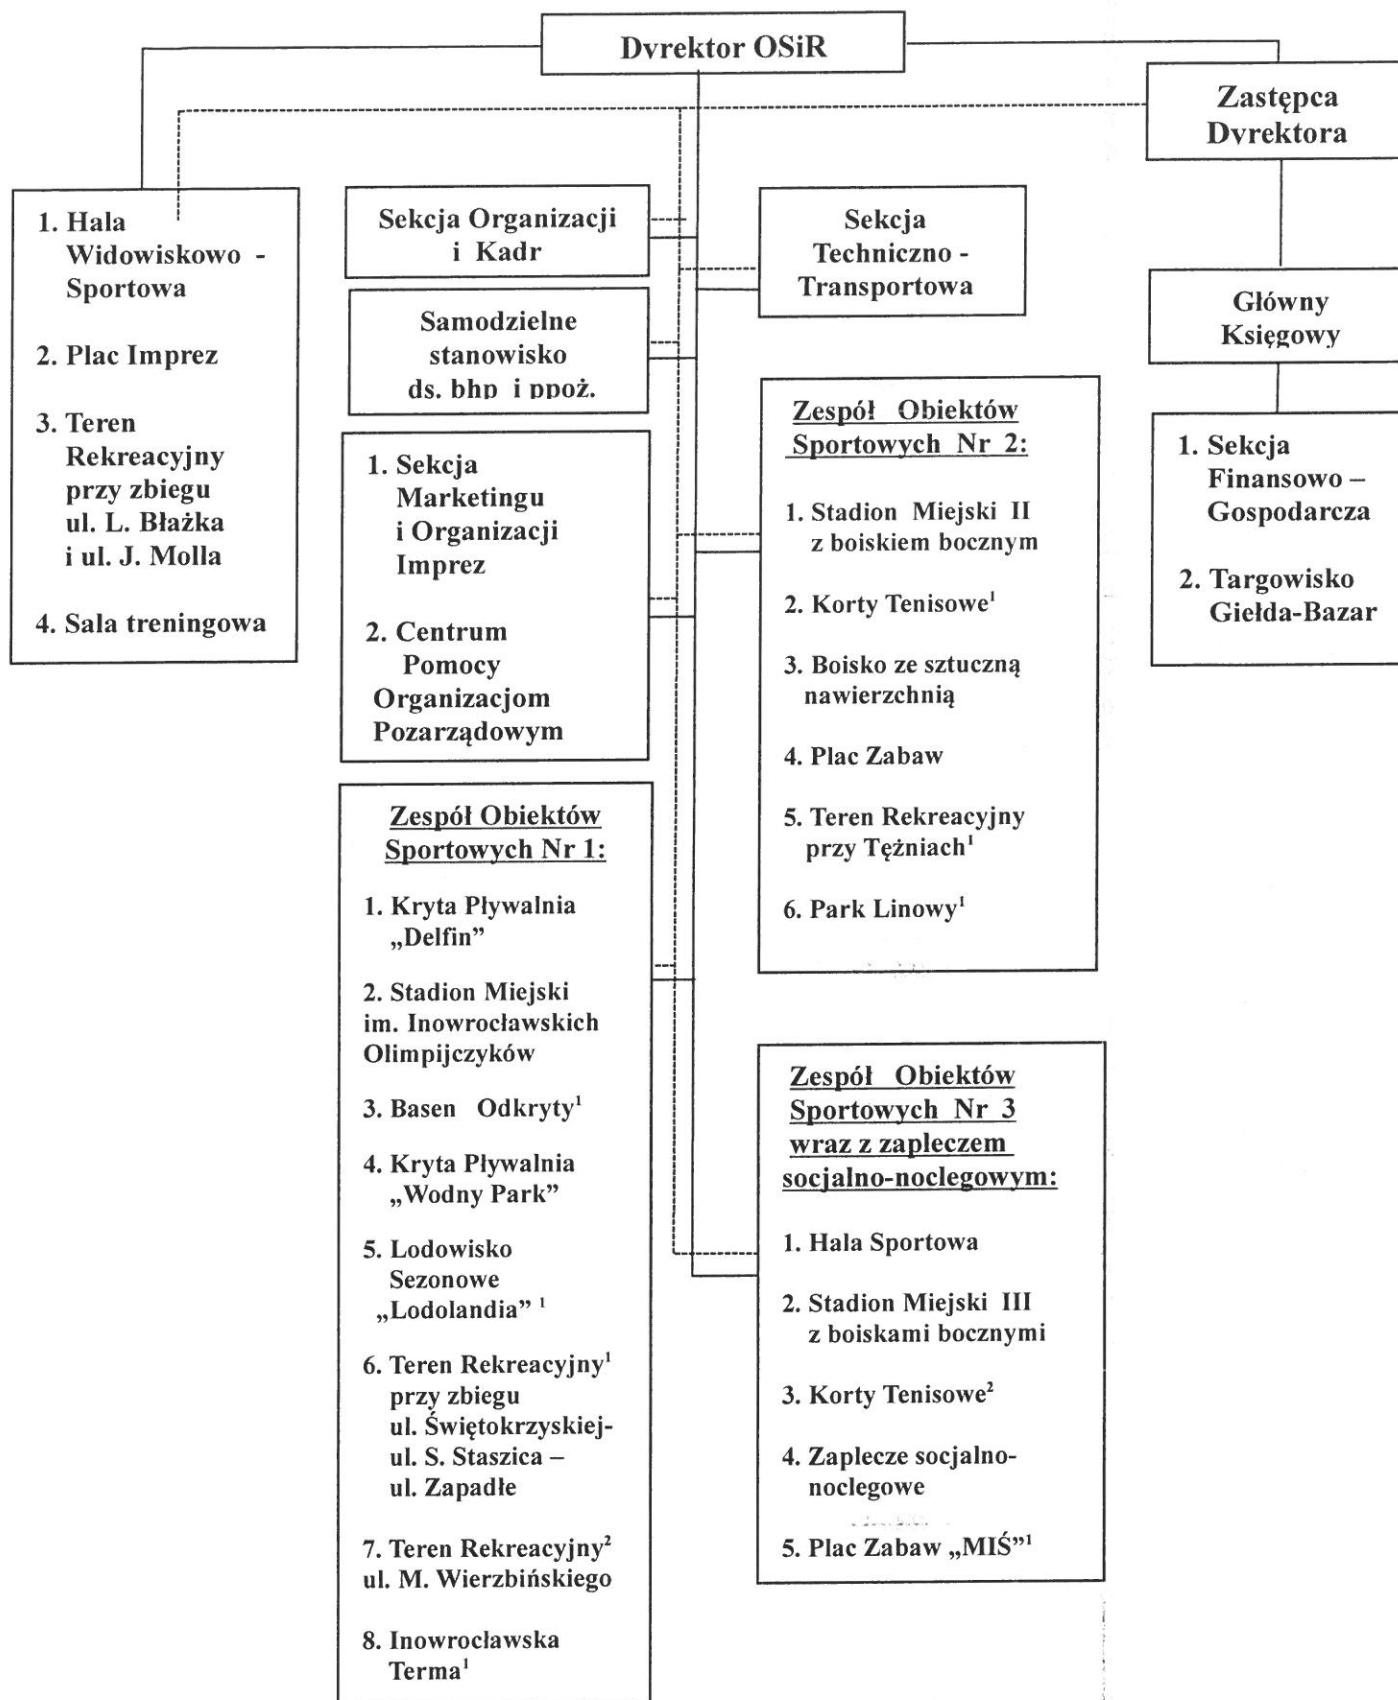 Dyrektor OSiR
Zastępca
Dyrektora
1. Hala
Widowiskowo -
Sportowa
2. Plac Imprez
3. Teren
Rekreacyjny
przy zbiegu
ul. L. Błażka
i ul. J. Molla
4. Sala treningowa
Sekcja Organizacji
i Kadr
Samodzielne
stanowisko
ds. bhp i ppoż.
1. Sekcja
Marketingu
i Organizacji
Imprez
2. Centrum
Pomocy
Organizacjom
Pozarządowym
Zespół Obiektów
Sportowych Nr 1:
1. Kryta Pływalnia
„Delfin”
2. Stadion Miejski
im. Inowrocławskich
Olimpijczyków
3. Basen Odkryty¹
4. Kryta Pływalnia
„Wodny Park”
5. Lodowisko
Sezonowe
„Lodolandia” ¹
6. Teren Rekreacyjny¹
przy zbiegu
ul. Świętokrzyskiej-
ul. S. Staszica –
ul. Zapadłe
7. Teren Rekreacyjny²
ul. M. Wierzbińskiego
8. Inowrocławska
Terma¹
Sekcja
Techniczno -
Transportowa
Zespół Obiektów
Sportowych Nr 2:
1. Stadion Miejski II
z boiskiem bocznym
2. Korty Tenisowe¹
3. Boisko ze sztuczną
nawierzchnią
4. Plac Zabaw
5. Teren Rekreacyjny
przy Tężniach¹
6. Park Linowy¹
Zespół Obiektów
Sportowych Nr 3
wraz z zapleczem
socjalno-noclegowym:
1. Hala Sportowa
2. Stadion Miejski III
z boiskami bocznymi
3. Korty Tenisowe²
4. Zaplecze socjalno-
noclegowe
5. Plac Zabaw „MIŚ”¹
Główny
Księgowy
1. Sekcja
Finansowo –
Gospodarcza
2. Targowisko
Giełda-Bazar